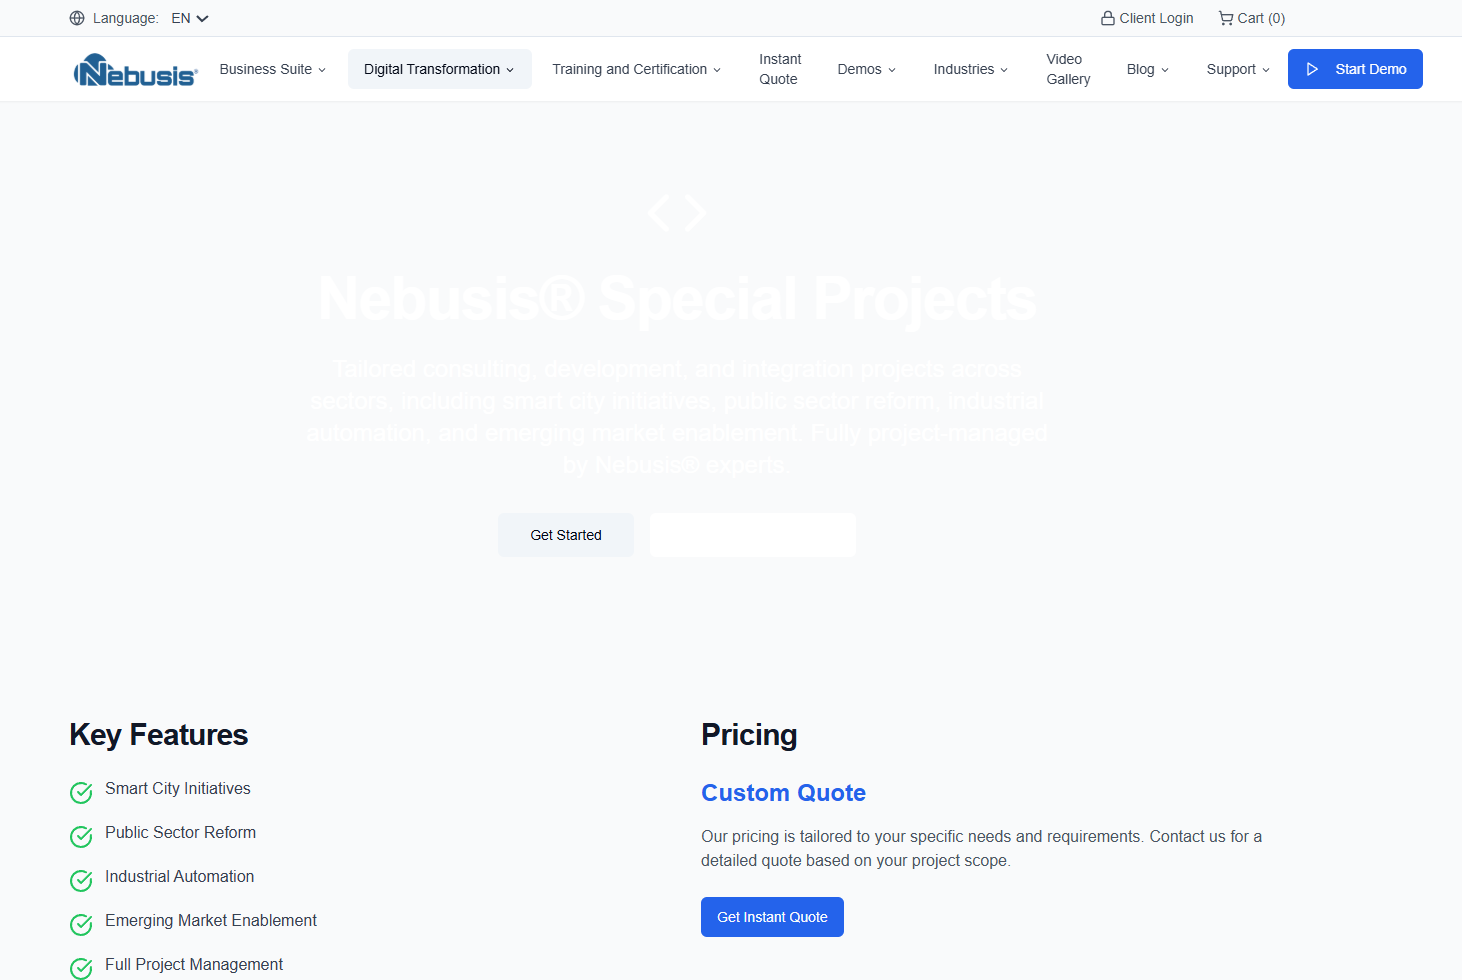 Language: EN
Client Login
Cart (0)
Nebusis®
Business Suite
Digital Transformation
Training and Certification
Instant
Quote
Demos
Industries
Video
Gallery
Blog
Support
Start Demo
Nebusis® Special Projects
Tailored consulting, development, and integration projects across
sectors, including smart city initiatives, public sector reform, industrial
automation, and emerging market enablement. Fully project-managed
by Nebusis® experts.
Get Started
Key Features
Smart City Initiatives
Public Sector Reform
Industrial Automation
Emerging Market Enablement
Full Project Management
Pricing
Custom Quote
Our pricing is tailored to your specific needs and requirements. Contact us for a
detailed quote based on your project scope.
Get Instant Quote